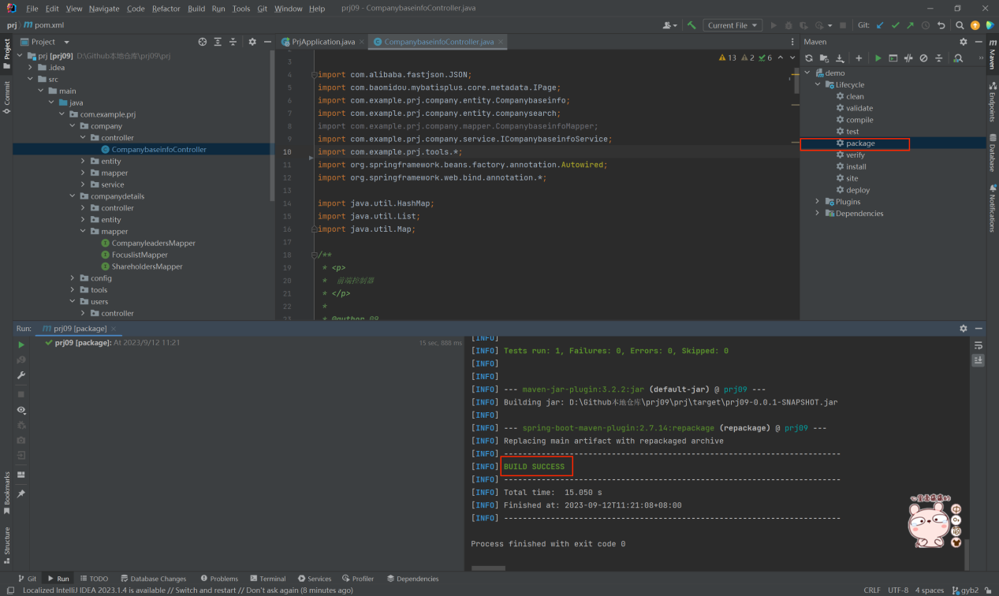 File Edit View Navigate Code Refactor Build Run Tools Git Window Help prj09 - CompanybaseinfoController.java
prj m pom.xml
Current File Git:
Project
PrjApplication.java CompanybaseinfoController.java
Maven
prj [prj09] D:\Github本地仓库\prj09\prj
.idea
src
main
java
com.example.prj
company
controller
CompanybaseinfoController
entity
mapper
service
companydetails
controller
entity
mapper
CompanyleadersMapper
FocuslistMapper
ShareholdersMapper
config
tools
users
controller
13 2 6
3
4 import com.alibaba.fastjson.JSON;
5 import com.baomidou.mybatisplus.core.metadata.IPage;
6 import com.example.prj.company.entity.Companybaseinfo;
7 import com.example.prj.company.entity.companysearch;
8 import com.example.prj.company.mapper.CompanybaseinfoMapper;
9 import com.example.prj.company.service.ICompanybaseinfoService;
10 import com.example.prj.tools.*;
11 import org.springframework.beans.factory.annotation.Autowired;
12 import org.springframework.web.bind.annotation.*;
13
14 import java.util.HashMap;
15 import java.util.List;
16 import java.util.Map;
17
18 /**
19 * <p>
20 * 前端控制器
21 * </p>
22 *
23 * @author 09
demo
Lifecycle
clean
validate
compile
test
package
verify
install
site
deploy
Plugins
Dependencies
Project
Commit
Bookmarks
Structure
Maven
Endpoints
Database
Notifications
Run: m prj09 [package]
prj09 [package]: At 2023/9/12 11:21 15 sec, 888 ms
[INFO]
[INFO] Tests run: 1, Failures: 0, Errors: 0, Skipped: 0
[INFO]
[INFO]
[INFO] --- maven-jar-plugin:3.2.2:jar (default-jar) @ prj09 ---
[INFO] Building jar: D:\Github本地仓库\prj09\prj\target\prj09-0.0.1-SNAPSHOT.jar
[INFO]
[INFO] --- spring-boot-maven-plugin:2.7.14:repackage (repackage) @ prj09 ---
[INFO] Replacing main artifact with repackaged archive
[INFO] ------------------------------------------------------------------------
[INFO] BUILD SUCCESS
[INFO] ------------------------------------------------------------------------
[INFO] Total time:  15.050 s
[INFO] Finished at: 2023-09-12T11:21:08+08:00
[INFO] ------------------------------------------------------------------------
Process finished with exit code 0
中
Git Run TODO Database Changes Problems Terminal Services Profiler Dependencies
Localized IntelliJ IDEA 2023.1.4 is available // Switch and restart // Don't ask again (8 minutes ago) CRLF UTF-8 4 spaces gyb2